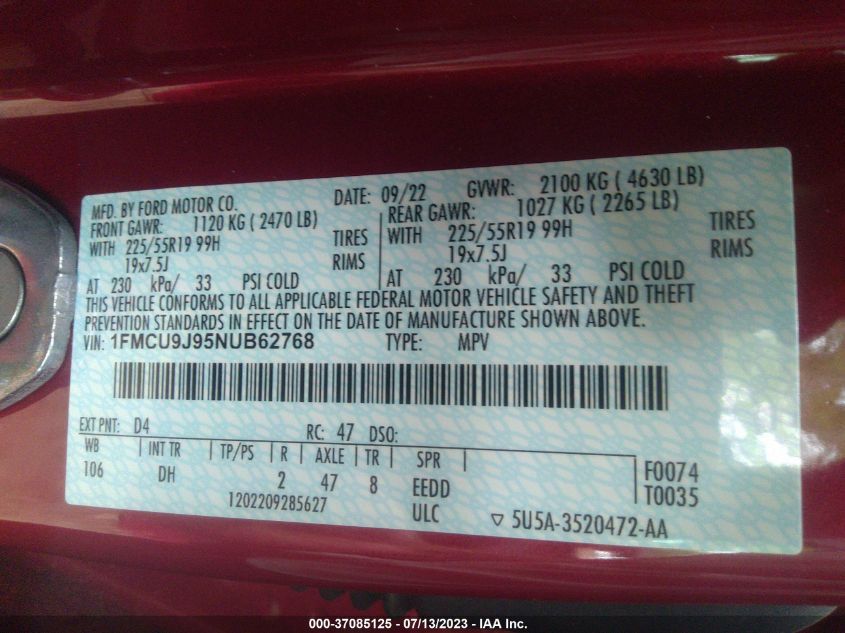 MFD. BY FORD MOTOR CO. DATE: 09/22 GVWR: 2100 KG ( 4630 LB)
FRONT GAWR: 1120 KG ( 2470 LB) REAR GAWR: 1027 KG ( 2265 LB)
WITH 225/55R19 99H TIRES WITH 225/55R19 99H TIRES
19x7.5J RIMS 19x7.5J RIMS
AT 230 kPa/ 33 PSI COLD AT 230 kPa/ 33 PSI COLD
THIS VEHICLE CONFORMS TO ALL APPLICABLE FEDERAL MOTOR VEHICLE SAFETY AND THEFT
PREVENTION STANDARDS IN EFFECT ON THE DATE OF MANUFACTURE SHOWN ABOVE.
VIN: 1FMCU9J95NUB62768 TYPE: MPV
EXT PNT: D4 RC: 47 DSO:
WB INT TR TP/PS R AXLE TR SPR
106 DH 2 47 8 EEDD F0074
1202209285627 ULC T0035
5U5A-3520472-AA
000-37085125 - 07/13/2023 - IAA Inc.